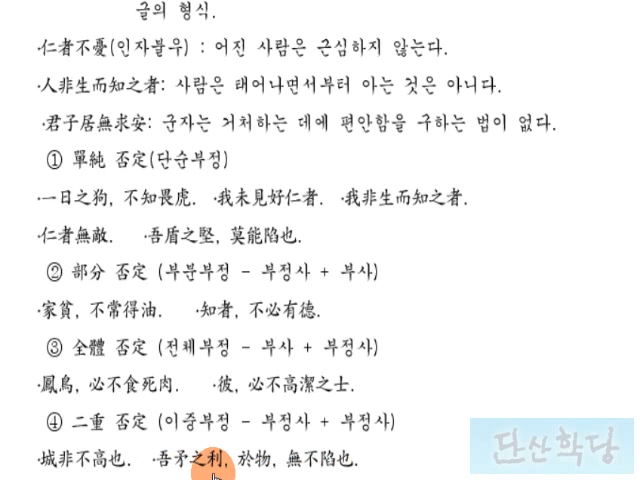 글의 형식.
·仁者不憂(인자불우) : 어진 사람은 근심하지 않는다.
·人非生而知之者: 사람은 태어나면서부터 아는 것은 아니다.
·君子居無求安: 군자는 거처하는 데에 편안함을 구하는 법이 없다.
① 單純 否定(단순부정)
·一日之狗, 不知畏虎. ·我未見好仁者. ·我非生而知之者.
·仁者無敵. ·吾盾之堅, 莫能陷也.
② 部分 否定 (부분부정 - 부정사 + 부사)
·家貧, 不常得油. ·知者, 不必有德.
③ 全體 否定 (전체부정 - 부사 + 부정사)
·鳳鳥, 必不食死肉. ·彼, 必不高潔之士.
④ 二重 否定 (이중부정 - 부정사 + 부정사)
·城非不高也. ·吾矛之利, 於物, 無不陷也.
단산학당